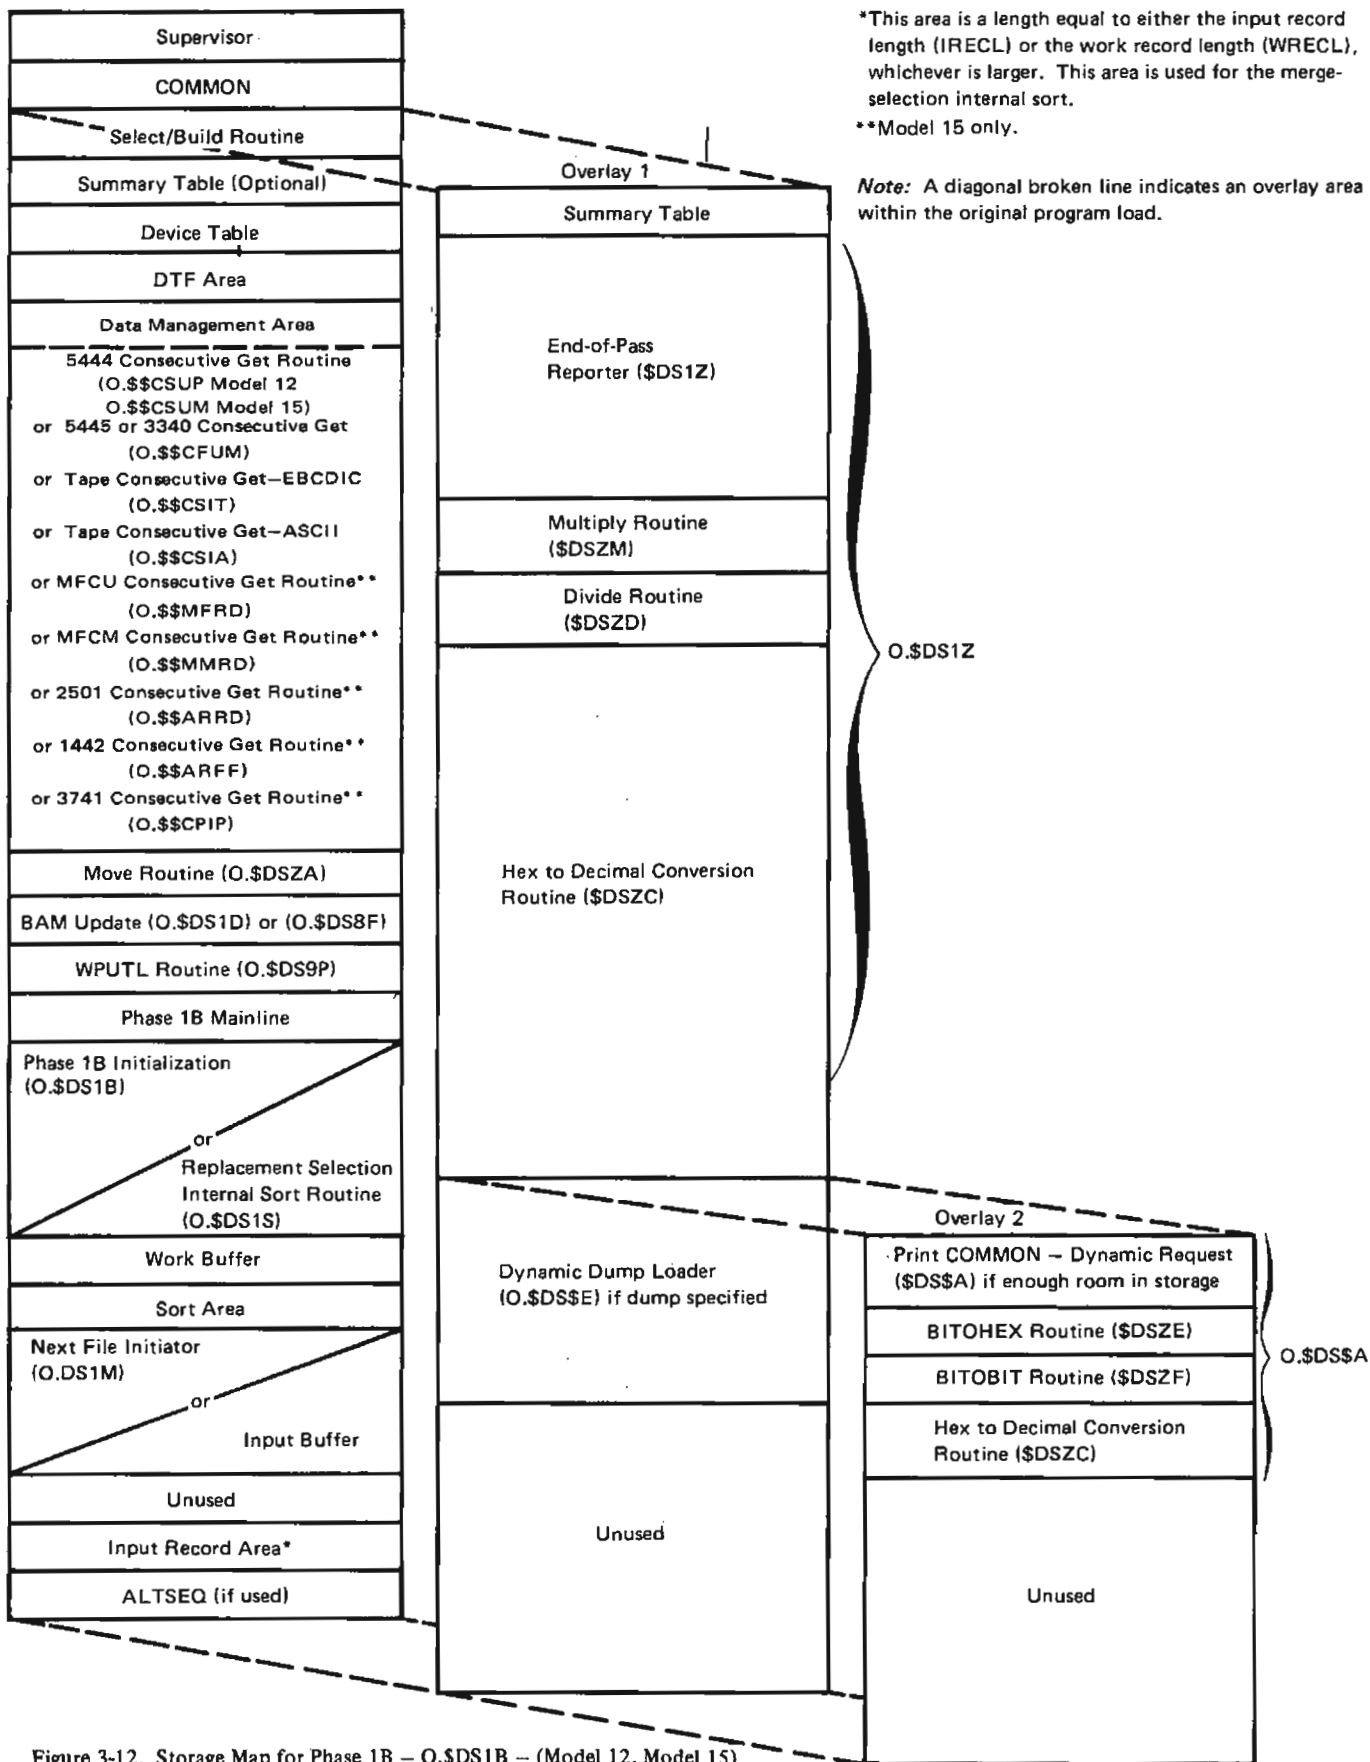 Supervisor
COMMON
Select/Build Routine
Summary Table (Optional)
Device Table
DTF Area
Data Management Area
5444 Consecutive Get Routine
(O.$$CSUP Model 12
O.$$CSUM Model 15)
or 5445 or 3340 Consecutive Get
(O.$$CFUM)
or Tape Consecutive Get—EBCDIC
(O.$$CSIT)
or Tape Consecutive Get—ASCII
(O.$$CSIA)
or MFCU Consecutive Get Routine**
(O.$$MFRD)
or MFCM Consecutive Get Routine**
(O.$$MMRD)
or 2501 Consecutive Get Routine**
(O.$$ARRD)
or 1442 Consecutive Get Routine**
(O.$$ARFF)
or 3741 Consecutive Get Routine**
(O.$$CPIP)
Move Routine (O.$DSZA)
BAM Update (O.$DS1D) or (O.$DS8F)
WPUTL Routine (O.$DS9P)
Phase 1B Mainline
Phase 1B Initialization
(O.$DS1B)
or
Replacement Selection
Internal Sort Routine
(O.$DS1S)
Work Buffer
Sort Area
Next File Initiator
(O.DS1M)
or
Input Buffer
Unused
Input Record Area*
ALTSEQ (if used)
Overlay 1
Summary Table
End-of-Pass
Reporter ($DS1Z)
Multiply Routine
($DSZM)
Divide Routine
($DSZD)
Hex to Decimal Conversion
Routine ($DSZC)
O.$DS1Z
Dynamic Dump Loader
(O.$DS$E) if dump specified
Unused
Overlay 2
Print COMMON — Dynamic Request
($DS$A) if enough room in storage
BITOHEX Routine ($DSZE)
BITOBIT Routine ($DSZF)
Hex to Decimal Conversion
Routine ($DSZC)
O.$DS$A
Unused
*This area is a length equal to either the input record
length (IRECL) or the work record length (WRECL),
whichever is larger. This area is used for the merge-
selection internal sort.
**Model 15 only.
Note: A diagonal broken line indicates an overlay area
within the original program load.
Figure 3-12. Storage Map for Phase 1B — O.$DS1B — (Model 12, Model 15)